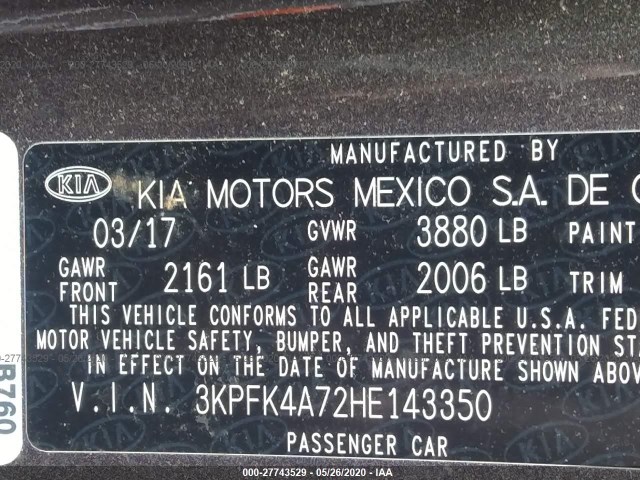 MANUFACTURED BY
KIA KIA MOTORS MEXICO S.A. DE
03/17 GVWR 3880 LB PAINT
GAWR FRONT 2161 LB GAWR REAR 2006 LB TRIM
THIS VEHICLE CONFORMS TO ALL APPLICABLE U.S.A. FED
MOTOR VEHICLE SAFETY, BUMPER, AND THEFT PREVENTION STA
IN EFFECT ON THE DATE OF MANUFACTURE SHOWN ABOV
V.I.N. 3KPFK4A72HE143350
PASSENGER CAR
B760
000-27743529 - 05/26/2020 - IAA